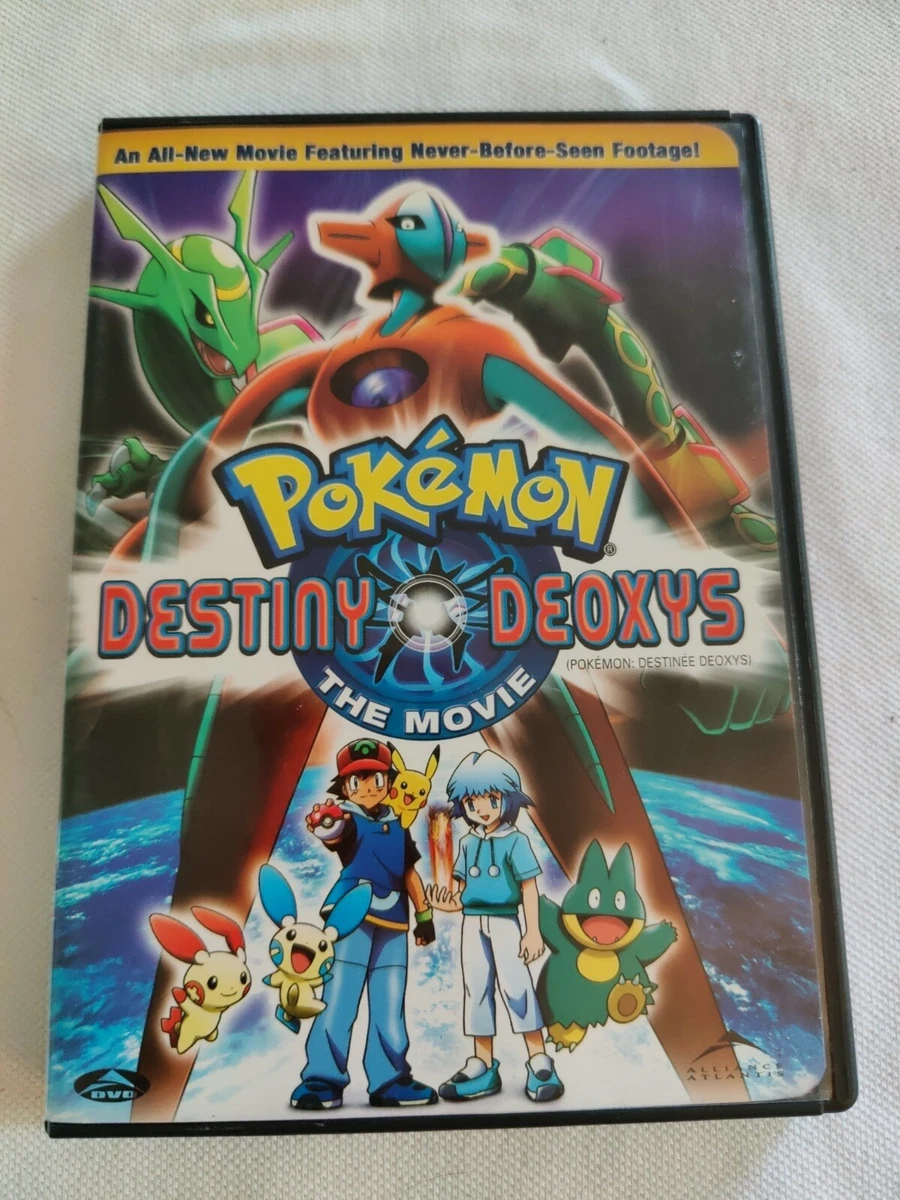 An All-New Movie Featuring Never-Before-Seen Footage!
POKéMON®
DESTINY DEOXYS
(POKÉMON: DESTINÉE DEOXYS)
THE MOVIE
DVD
ALLIANCE
ATLANTIS